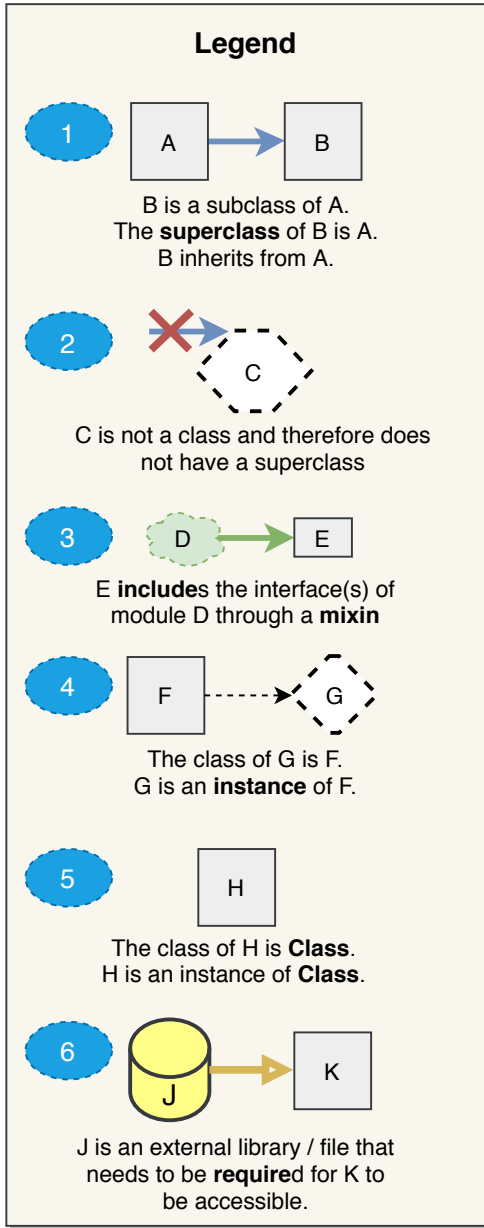 Legend
1
A
B
B is a subclass of A.
The superclass of B is A.
B inherits from A.
2
C
C is not a class and therefore does
not have a superclass
3
D
E
E includes the interface(s) of
module D through a mixin
4
F
G
The class of G is F.
G is an instance of F.
5
H
The class of H is Class.
H is an instance of Class.
6
J
K
J is an external library / file that
needs to be required for K to
be accessible.